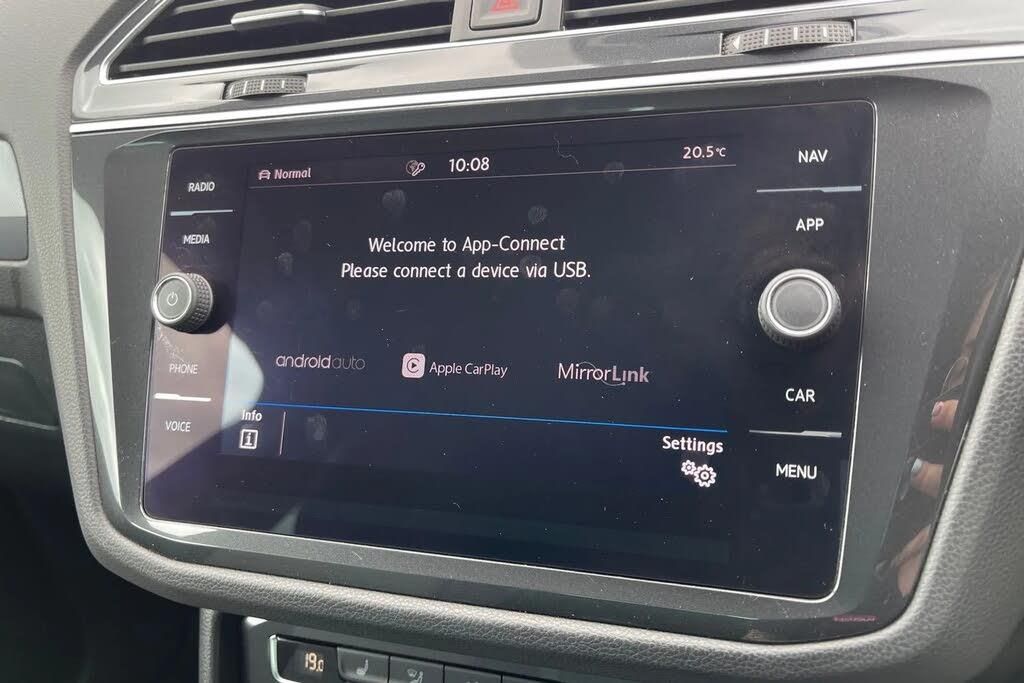 Normal
10:08
20.5°C
NAV
RADIO
APP
MEDIA
Welcome to App-Connect
Please connect a device via USB.
androidauto
Apple CarPlay
MirrorLink
PHONE
CAR
VOICE
Info
Settings
MENU
19.0